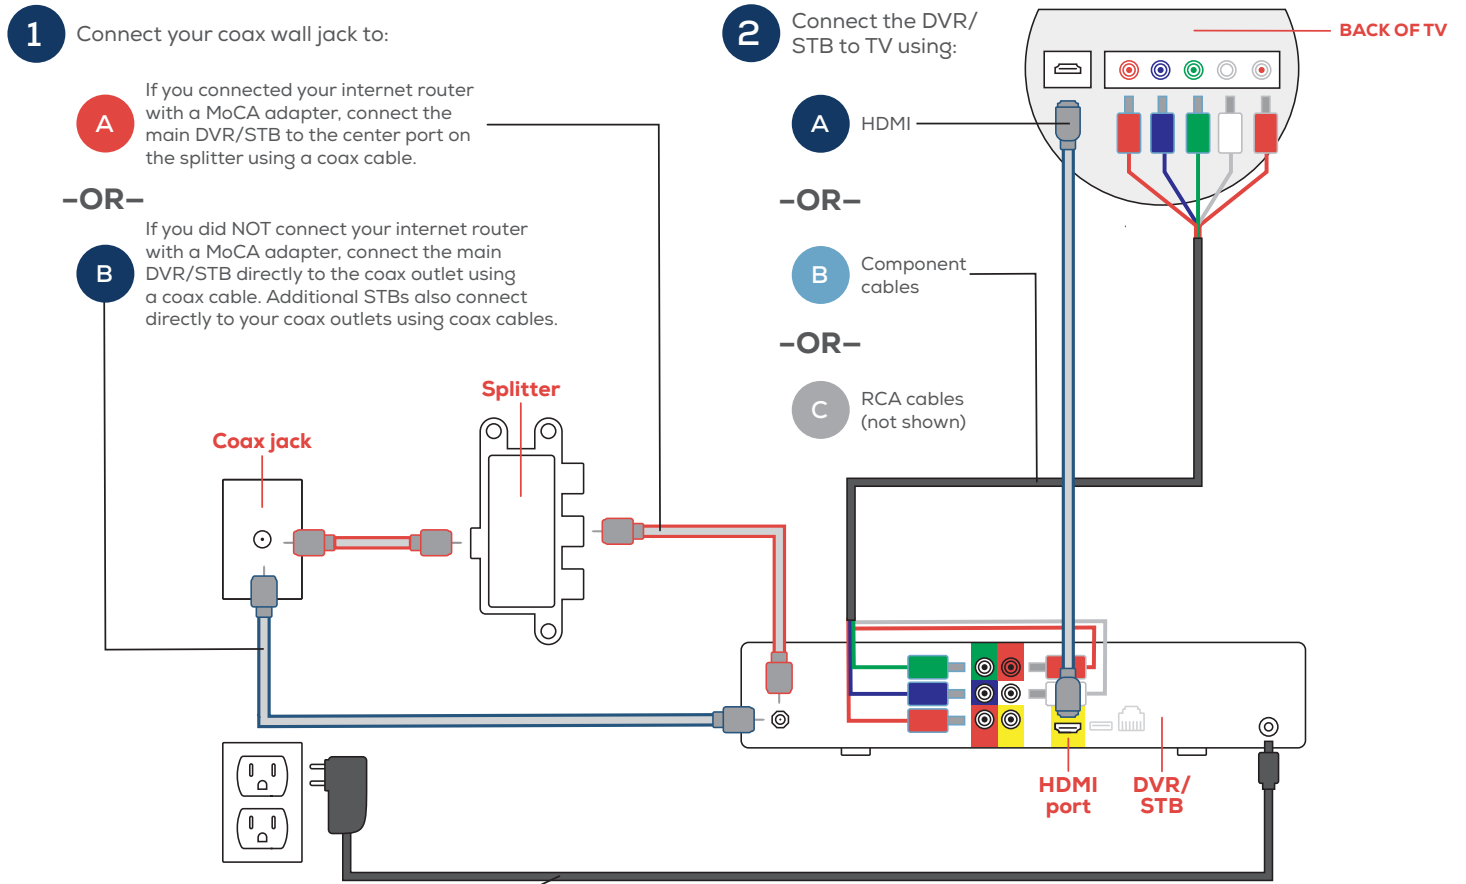 1
Connect your coax wall jack to:
A
If you connected your internet router
with a MoCA adapter, connect the
main DVR/STB to the center port on
the splitter using a coax cable.
–OR–
B
If you did NOT connect your internet router
with a MoCA adapter, connect the main
DVR/STB directly to the coax outlet using
a coax cable. Additional STBs also connect
directly to your coax outlets using coax cables.
Splitter
Coax jack
2
Connect the DVR/
STB to TV using:
BACK OF TV
A
HDMI
–OR–
B
Component
cables
–OR–
C
RCA cables
(not shown)
HDMI
port
DVR/
STB